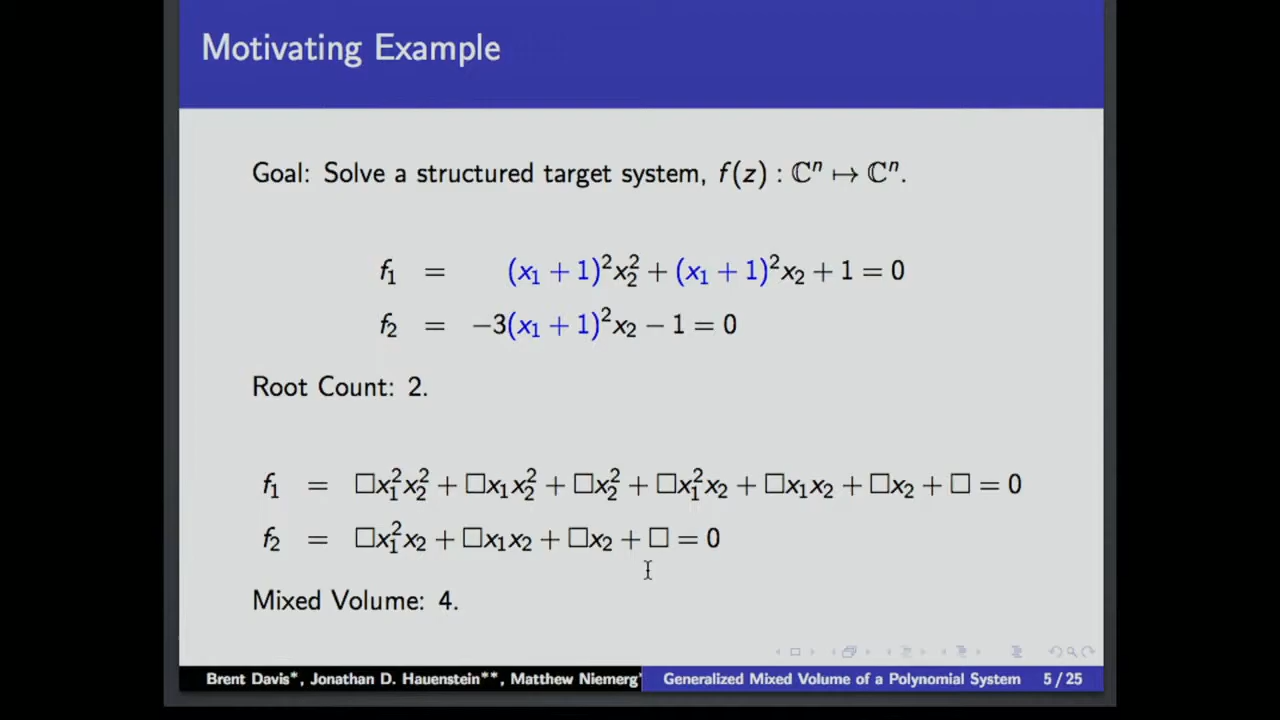 Motivating Example
Goal: Solve a structured target system, f(z) : ℂⁿ ↦ ℂⁿ.
f₁ = (x₁ + 1)²x₂² + (x₁ + 1)²x₂ + 1 = 0
f₂ = −3(x₁ + 1)²x₂ − 1 = 0
Root Count: 2.
f₁ = □x₁²x₂² + □x₁x₂² + □x₂² + □x₁²x₂ + □x₁x₂ + □x₂ + □ = 0
f₂ = □x₁²x₂ + □x₁x₂ + □x₂ + □ = 0
Mixed Volume: 4.
Brent Davis*, Jonathan D. Hauenstein**, Matthew Niemerg* Generalized Mixed Volume of a Polynomial System 5 / 25